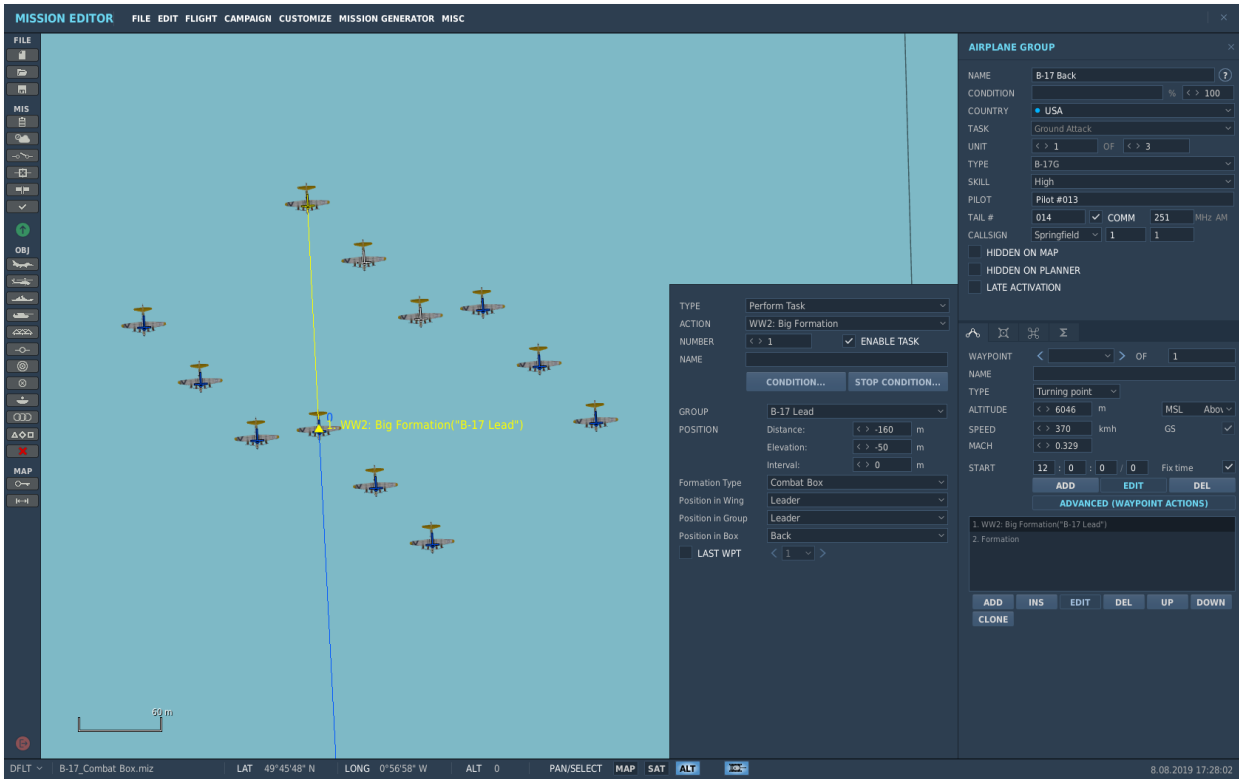 MISSION EDITOR FILE EDIT FLIGHT CAMPAIGN CUSTOMIZE MISSION GENERATOR MISC
FILE
MIS
OBJ
MAP
0
1 WW2: Big Formation("B-17 Lead")
60 m
TYPE Perform Task
ACTION WW2: Big Formation
NUMBER < > 1 ENABLE TASK
NAME
CONDITION... STOP CONDITION...
GROUP B-17 Lead
POSITION Distance: < > -160 m
Elevation: < > -50 m
Interval: < > 0 m
Formation Type Combat Box
Position in Wing Leader
Position in Group Leader
Position in Box Back
LAST WPT < 1 >
AIRPLANE GROUP
NAME B-17 Back ?
CONDITION % < > 100
COUNTRY USA
TASK Ground Attack
UNIT < > 1 OF < > 3
TYPE B-17G
SKILL High
PILOT Pilot #013
TAIL # 014 COMM 251 MHz AM
CALLSIGN Springfield 1 1
HIDDEN ON MAP
HIDDEN ON PLANNER
LATE ACTIVATION
WAYPOINT < > OF 1
NAME
TYPE Turning point
ALTITUDE < > 6046 m MSL Abov
SPEED < > 370 kmh GS
MACH < > 0.329
START 12 : 0 : 0 / 0 Fix time
ADD EDIT DEL
ADVANCED (WAYPOINT ACTIONS)
1. WW2: Big Formation("B-17 Lead")
2. Formation
ADD INS EDIT DEL UP DOWN
CLONE
DFLT B-17_Combat Box.miz LAT 49°45'48" N LONG 0°56'58" W ALT 0 PAN/SELECT MAP SAT ALT 8.08.2019 17:28:02